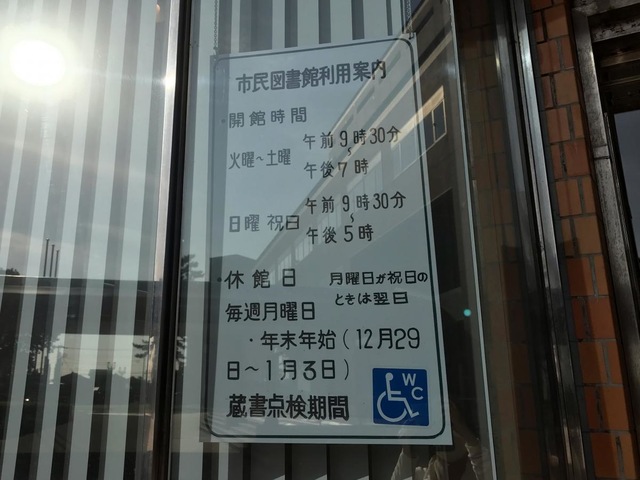 市民図書館利用案内
・開館時間
火曜～土曜 午前9時30分
～
午後7時
日曜 祝日 午前9時30分
～
午後5時
・休館日 月曜日が祝日の
ときは翌日
毎週月曜日
・年末年始(12月29
日～1月3日)
蔵書点検期間
WC